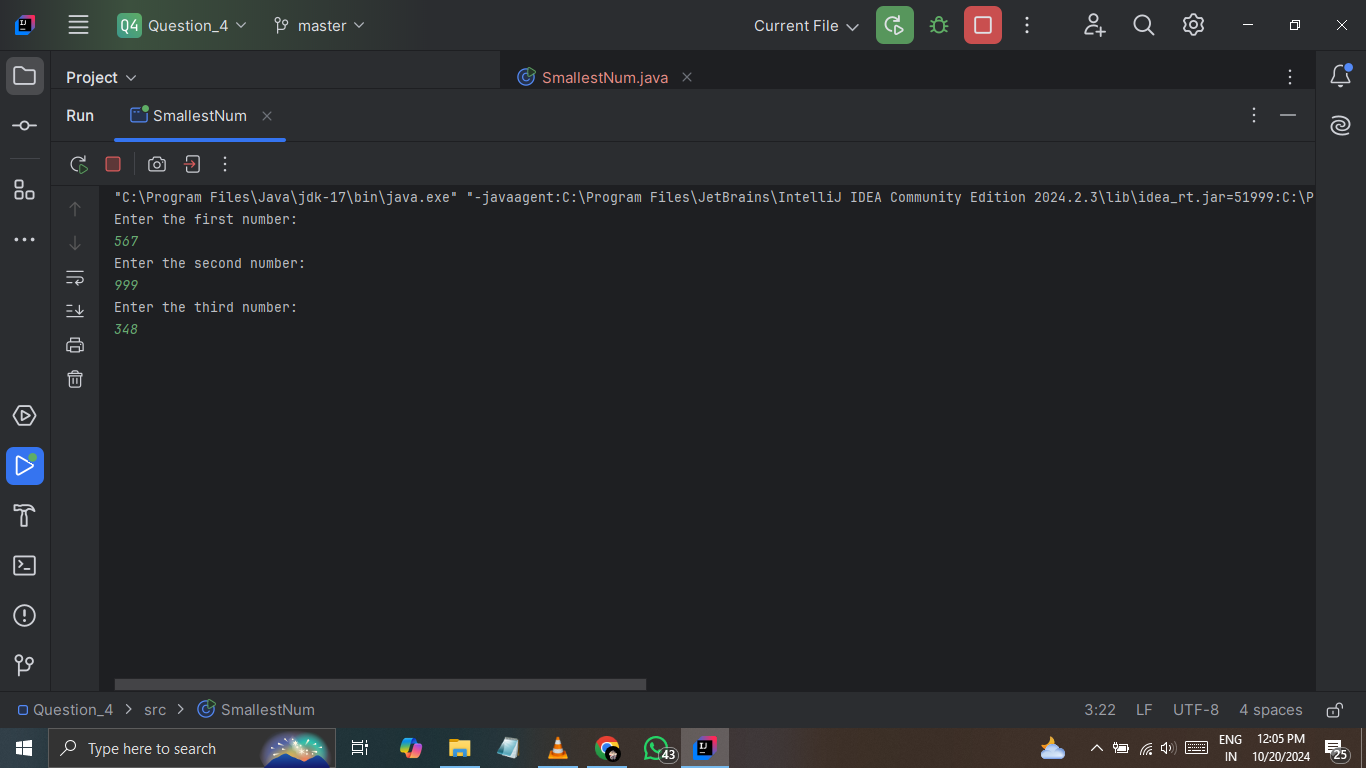 Q4 Question_4 master Current File
Project SmallestNum.java
Run SmallestNum
"C:\Program Files\Java\jdk-17\bin\java.exe" "-javaagent:C:\Program Files\JetBrains\IntelliJ IDEA Community Edition 2024.2.3\lib\idea_rt.jar=51999:C:\P
Enter the first number:
567
Enter the second number:
999
Enter the third number:
348
Question_4 > src > SmallestNum 3:22 LF UTF-8 4 spaces
Type here to search 43 ENG 12:05 PM
IN 10/20/2024 25